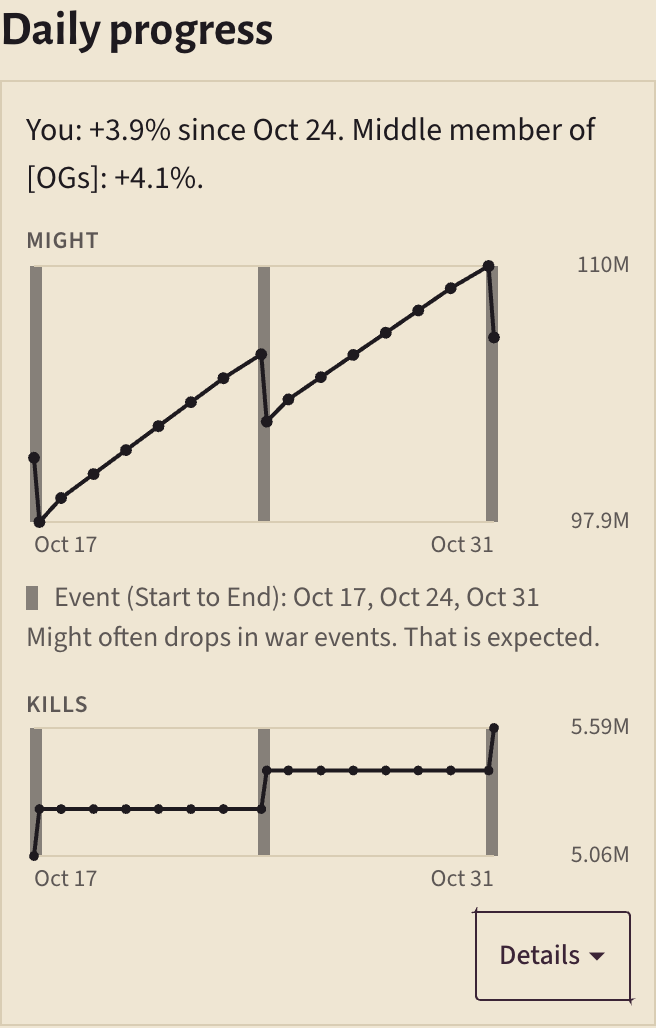 Daily progress
You: +3.9% since Oct 24. Middle member of
[OGs]: +4.1%.
MIGHT
110M
97.9M
Oct 17
Oct 31
Event (Start to End): Oct 17, Oct 24, Oct 31
Might often drops in war events. That is expected.
KILLS
5.59M
5.06M
Oct 17
Oct 31
Details